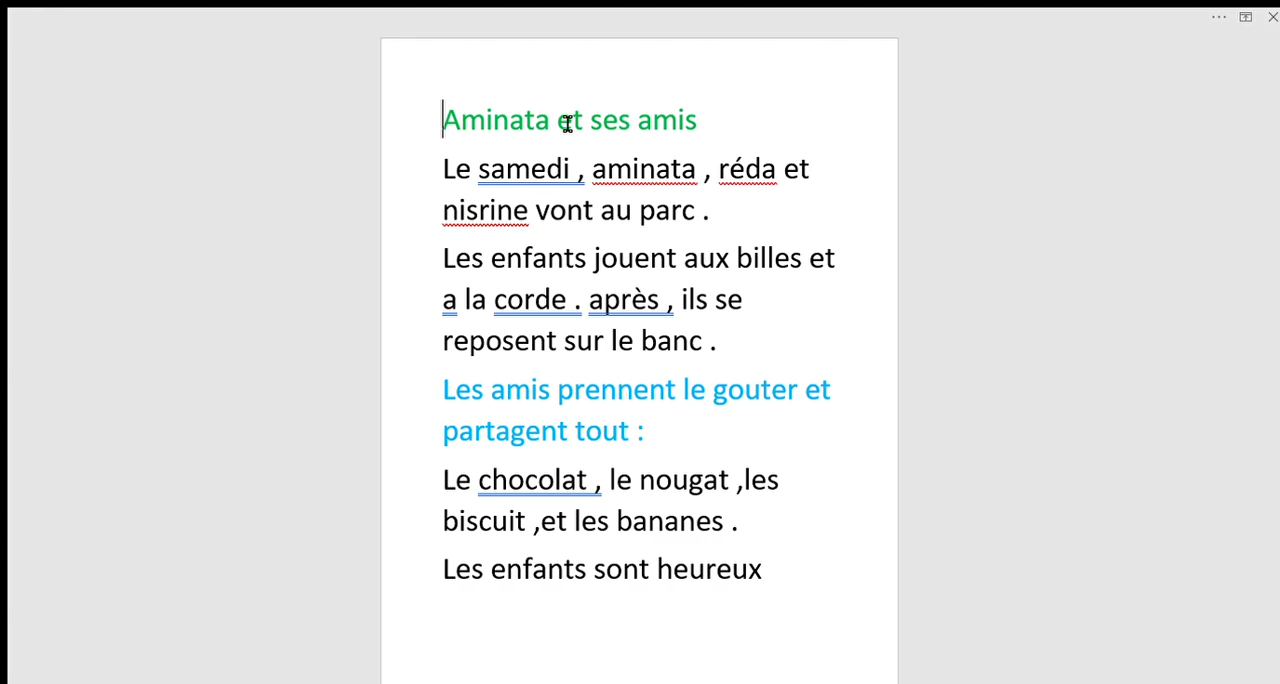 Aminata et ses amis
Le samedi , aminata , réda et
nisrine vont au parc .
Les enfants jouent aux billes et
a la corde . après , ils se
reposent sur le banc .
Les amis prennent le gouter et
partagent tout :
Le chocolat , le nougat ,les
biscuit ,et les bananes .
Les enfants sont heureux